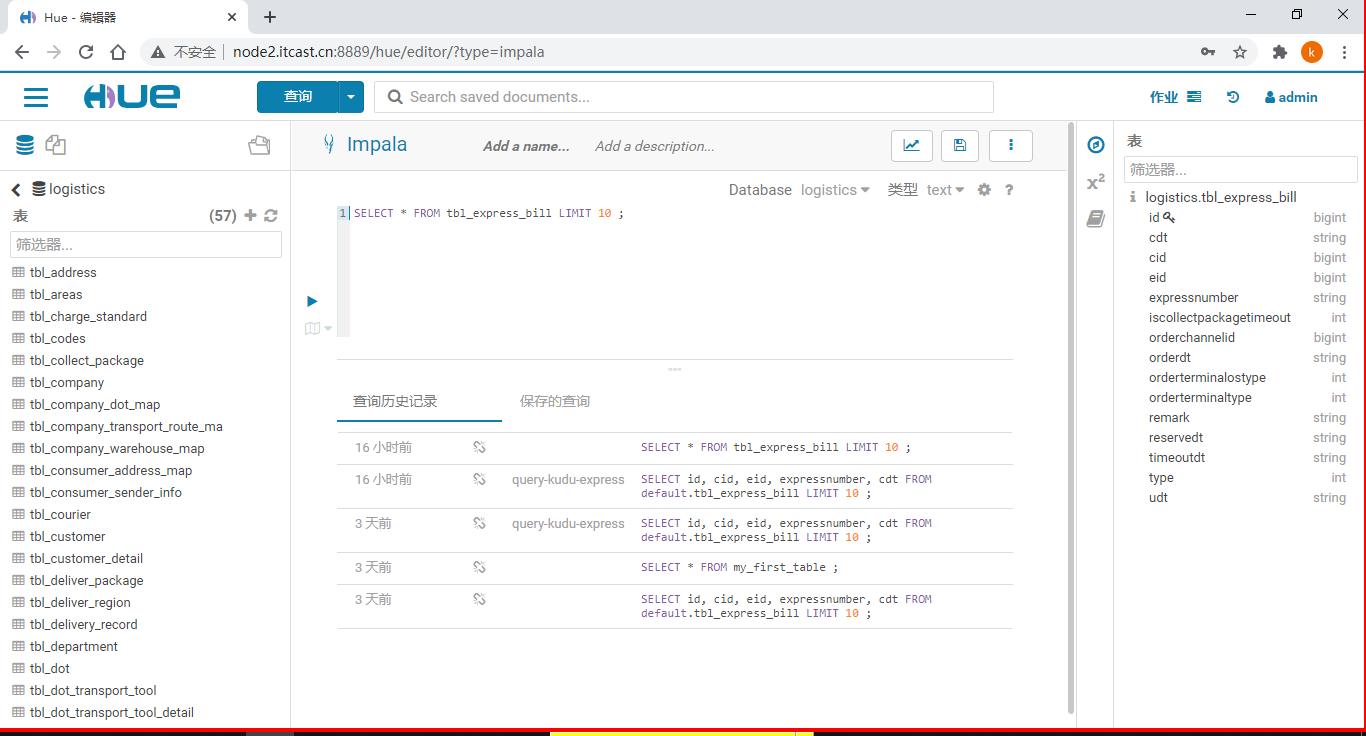 Hue - 编辑器
不安全 node2.itcast.cn:8889/hue/editor/?type=impala
k
HUE
查询
Search saved documents...
作业
admin
Impala
Add a name...
Add a description...
logistics
表 (57)
筛选器...
tbl_address
tbl_areas
tbl_charge_standard
tbl_codes
tbl_collect_package
tbl_company
tbl_company_dot_map
tbl_company_transport_route_ma
tbl_company_warehouse_map
tbl_consumer_address_map
tbl_consumer_sender_info
tbl_courier
tbl_customer
tbl_customer_detail
tbl_deliver_package
tbl_deliver_region
tbl_delivery_record
tbl_department
tbl_dot
tbl_dot_transport_tool
tbl_dot_transport_tool_detail
Database logistics 类型 text ?
1 SELECT * FROM tbl_express_bill LIMIT 10 ;
查询历史记录 保存的查询
16 小时前 SELECT * FROM tbl_express_bill LIMIT 10 ;
16 小时前 query-kudu-express SELECT id, cid, eid, expressnumber, cdt FROM
default.tbl_express_bill LIMIT 10 ;
3 天前 query-kudu-express SELECT id, cid, eid, expressnumber, cdt FROM
default.tbl_express_bill LIMIT 10 ;
3 天前 SELECT * FROM my_first_table ;
3 天前 SELECT id, cid, eid, expressnumber, cdt FROM
default.tbl_express_bill LIMIT 10 ;
x²
表
筛选器...
logistics.tbl_express_bill
id bigint
cdt string
cid bigint
eid bigint
expressnumber string
iscollectpackagetimeout int
orderchannelid bigint
orderdt string
orderterminalostype int
orderterminaltype int
remark string
reservedt string
timeoutdt string
type int
udt string